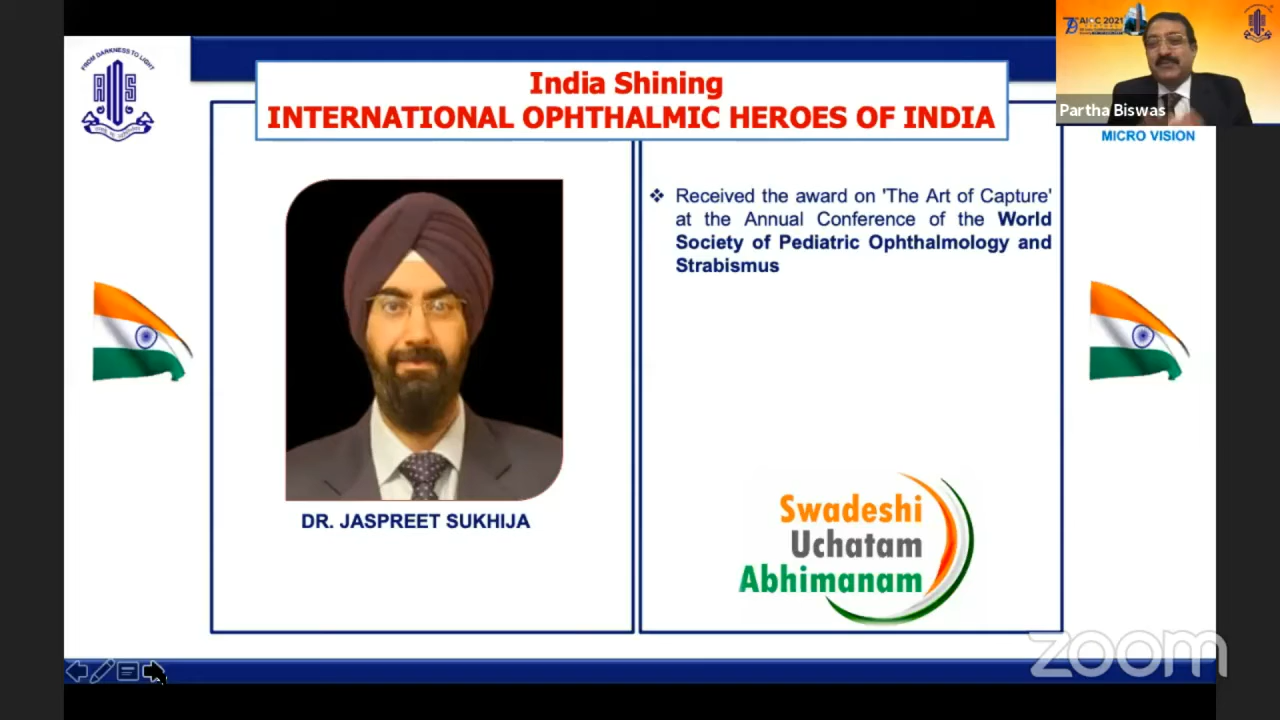 FROM DARKNESS TO LIGHT
AIOS
India Shining
INTERNATIONAL OPHTHALMIC HEROES OF INDIA
AIOC 2021
Partha Biswas
MICRO VISION
❖ Received the award on 'The Art of Capture'
at the Annual Conference of the World
Society of Pediatric Ophthalmology and
Strabismus
DR. JASPREET SUKHIJA
Swadeshi
Uchatam
Abhimanam
zoom